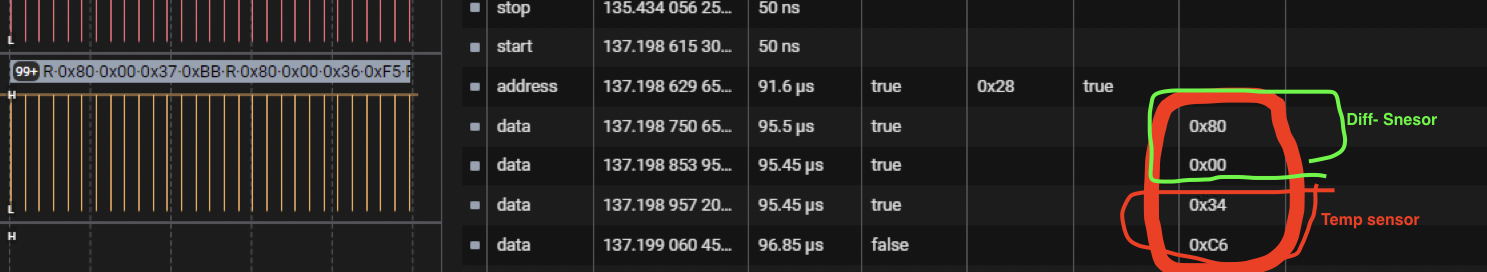 stop 135.434 056 25... 50 ns
L
start 137.198 615 30... 50 ns
99+ R·0x80·0x00·0x37·0xBB·R·0x80·0x00·0x36·0xF5·
H
address 137.198 629 65... 91.6 µs true 0x28 true
data 137.198 750 65... 95.5 µs true 0x80
Diff- Snesor
data 137.198 853 95... 95.45 µs true 0x00
L
data 137.198 957 20... 95.45 µs true 0x34
Temp sensor
H
data 137.199 060 45... 96.85 µs false 0xC6